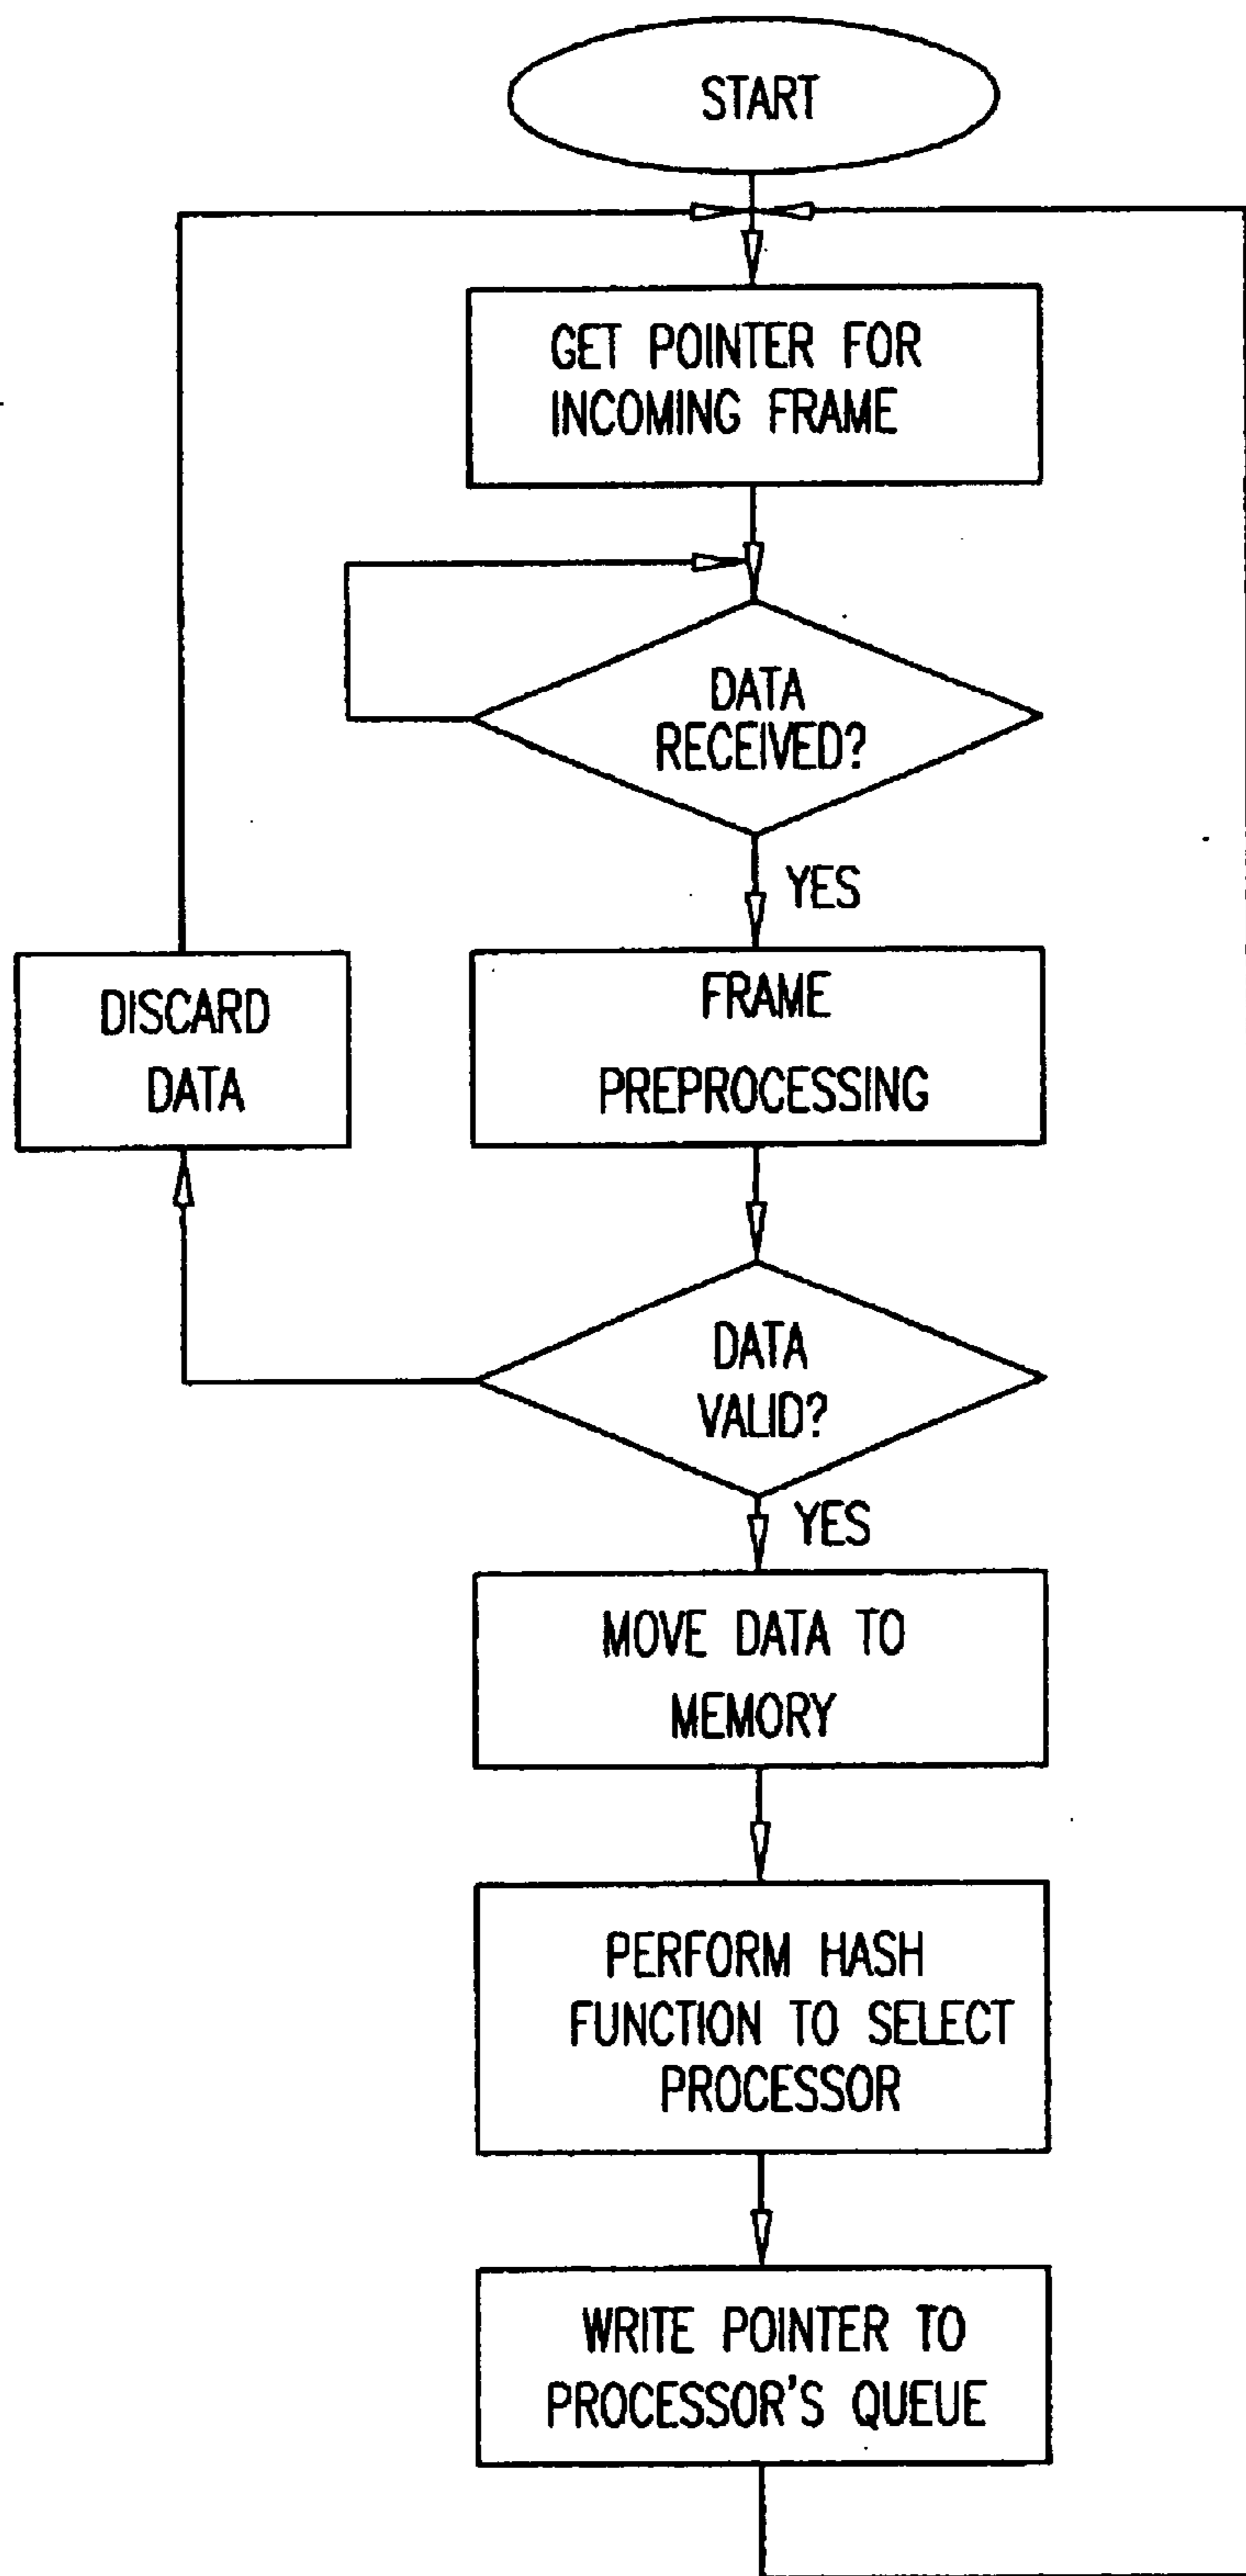 START
GET POINTER FOR
INCOMING FRAME
DATA
RECEIVED?
YES
DISCARD
DATA
FRAME
PREPROCESSING
DATA
VALID?
YES
MOVE DATA TO
MEMORY
PERFORM HASH
FUNCTION TO SELECT
PROCESSOR
WRITE POINTER TO
PROCESSOR'S QUEUE